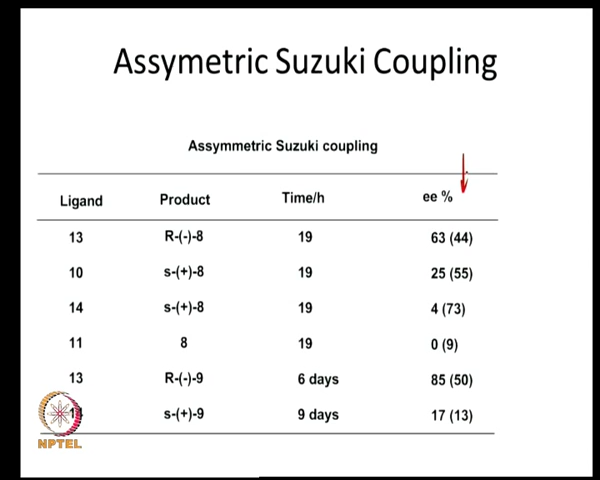 Assymetric Suzuki Coupling
Assymmetric Suzuki coupling
Ligand Product Time/h ee %
13 R-(-)-8 19 63 (44)
10 s-(+)-8 19 25 (55)
14 s-(+)-8 19 4 (73)
11 8 19 0 (9)
13 R-(-)-9 6 days 85 (50)
s-(+)-9 9 days 17 (13)
NPTEL